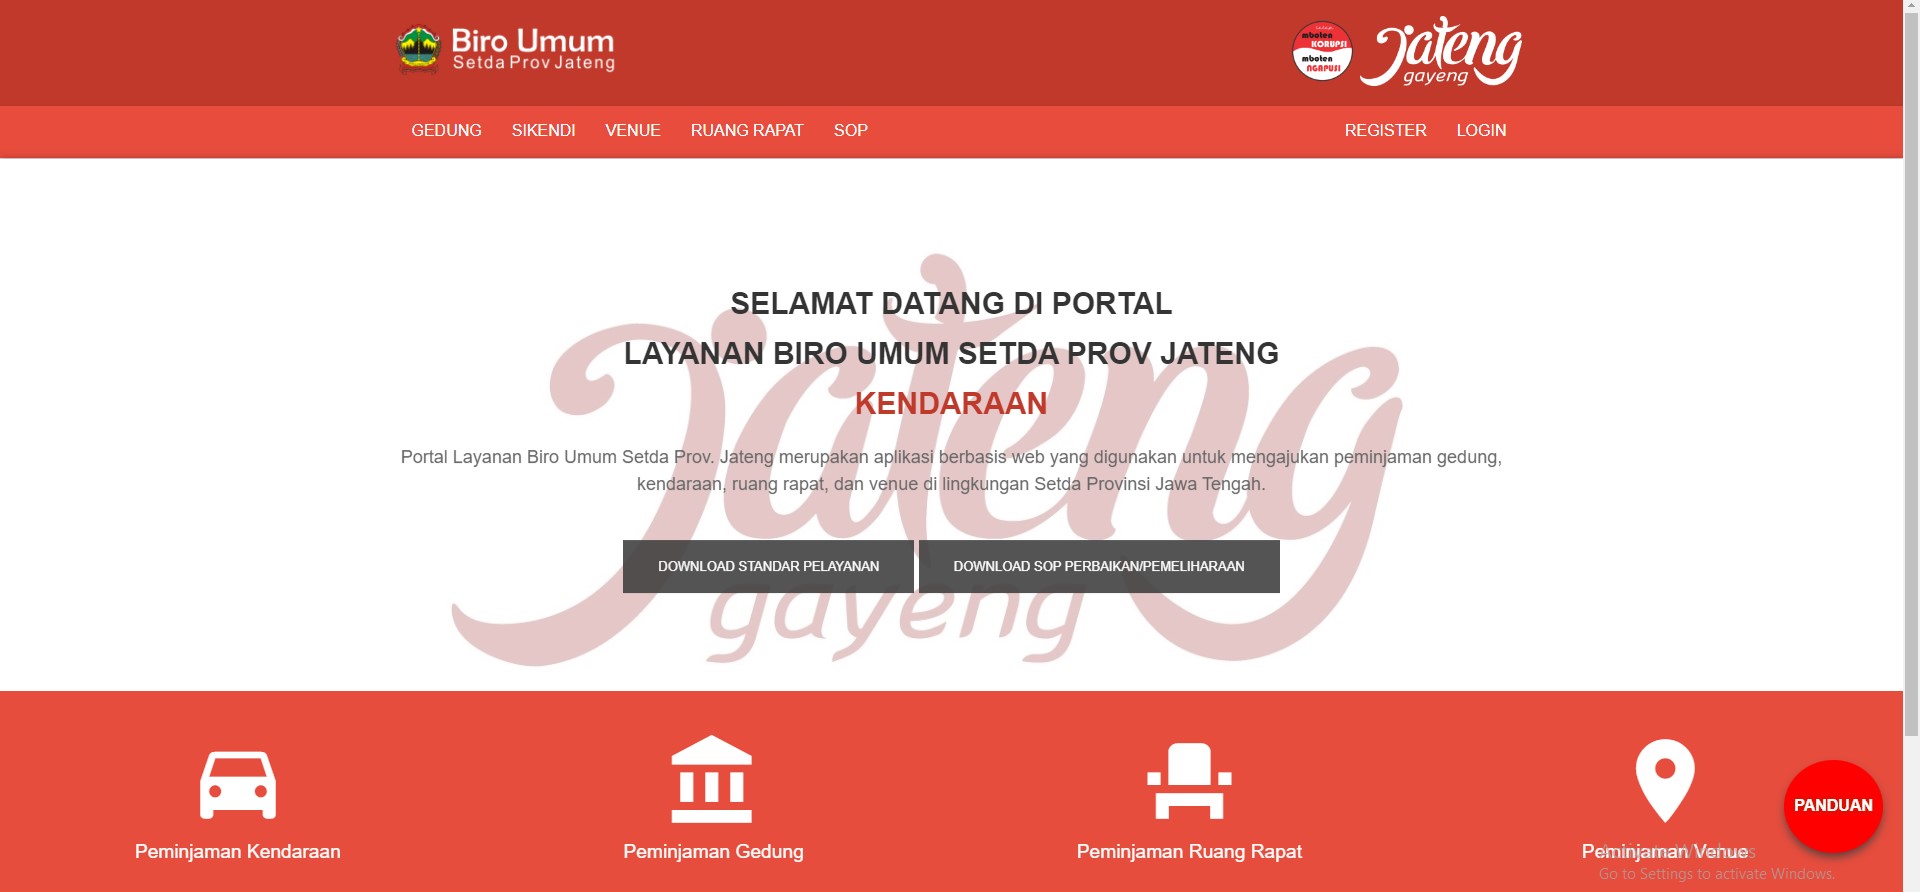 Biro Umum
Setda Prov Jateng
mboten
KORUPSI
mboten
NGAPUSI
Jateng
gayeng
GEDUNG SIKENDI VENUE RUANG RAPAT SOP REGISTER LOGIN
SELAMAT DATANG DI PORTAL
LAYANAN BIRO UMUM SETDA PROV JATENG
KENDARAAN
Portal Layanan Biro Umum Setda Prov. Jateng merupakan aplikasi berbasis web yang digunakan untuk mengajukan peminjaman gedung,
kendaraan, ruang rapat, dan venue di lingkungan Setda Provinsi Jawa Tengah.
DOWNLOAD STANDAR PELAYANAN DOWNLOAD SOP PERBAIKAN/PEMELIHARAAN
Jateng
gayeng
PANDUAN
Peminjaman Kendaraan Peminjaman Gedung Peminjaman Ruang Rapat Peminjaman Venue
Activate Windows
Go to Settings to activate Windows.